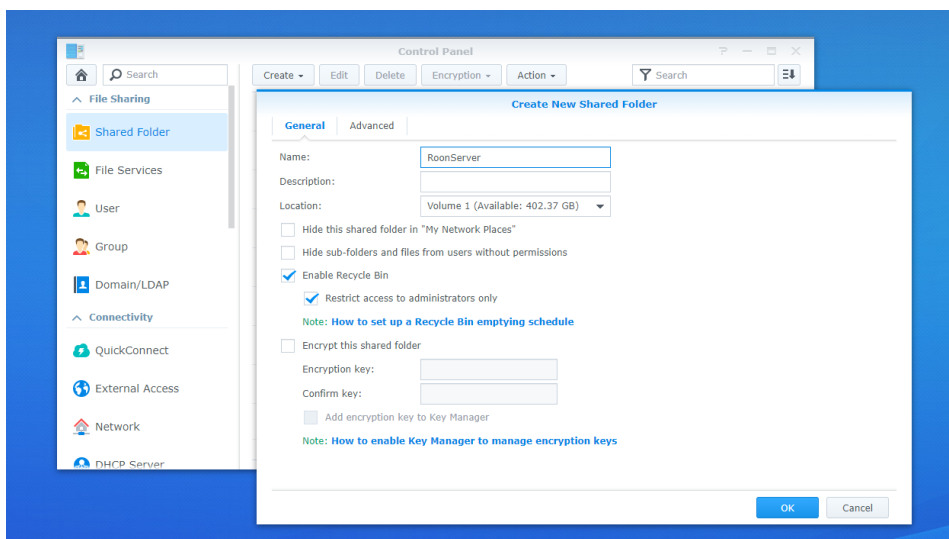 Control Panel
Search
Create Edit Delete Encryption Action Search
File Sharing
Create New Shared Folder
General Advanced
Shared Folder
Name: RoonServer
File Services
Description:
Location: Volume 1 (Available: 402.37 GB)
User
Hide this shared folder in "My Network Places"
Group
Hide sub-folders and files from users without permissions
Enable Recycle Bin
Domain/LDAP
Restrict access to administrators only
Connectivity
Note: How to set up a Recycle Bin emptying schedule
QuickConnect
Encrypt this shared folder
Encryption key:
External Access
Confirm key:
Add encryption key to Key Manager
Network
Note: How to enable Key Manager to manage encryption keys
DHCP Server
OK Cancel